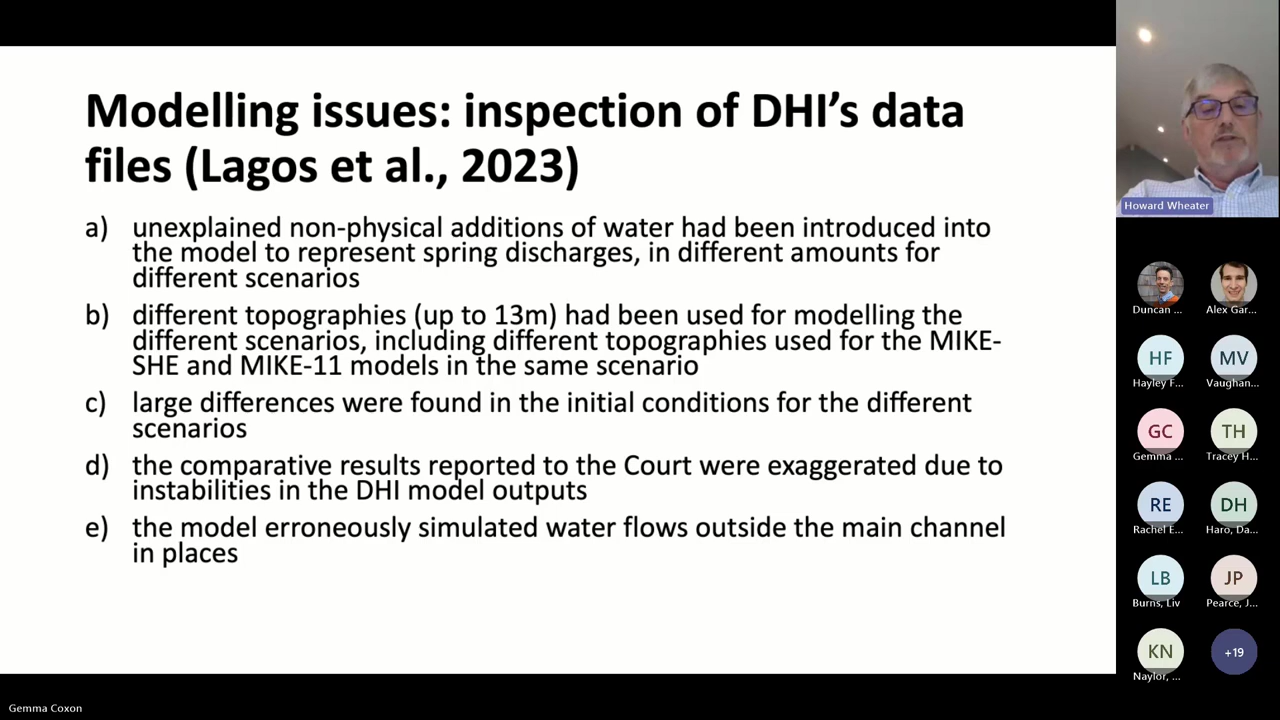 Modelling issues: inspection of DHI’s data
files (Lagos et al., 2023)
a) unexplained non-physical additions of water had been introduced into
the model to represent spring discharges, in different amounts for
different scenarios
b) different topographies (up to 13m) had been used for modelling the
different scenarios, including different topographies used for the MIKE-
SHE and MIKE-11 models in the same scenario
c) large differences were found in the initial conditions for the different
scenarios
d) the comparative results reported to the Court were exaggerated due to
instabilities in the DHI model outputs
e) the model erroneously simulated water flows outside the main channel
in places
Howard Wheater
Duncan ...
Alex Gar...
HF
MV
Hayley F...
Vaughan...
GC
TH
Gemma ...
Tracey H...
RE
DH
Rachel E...
Haro, Da...
LB
JP
Burns, Liv
Pearce, J...
KN
+19
Naylor, ...
Gemma Coxon